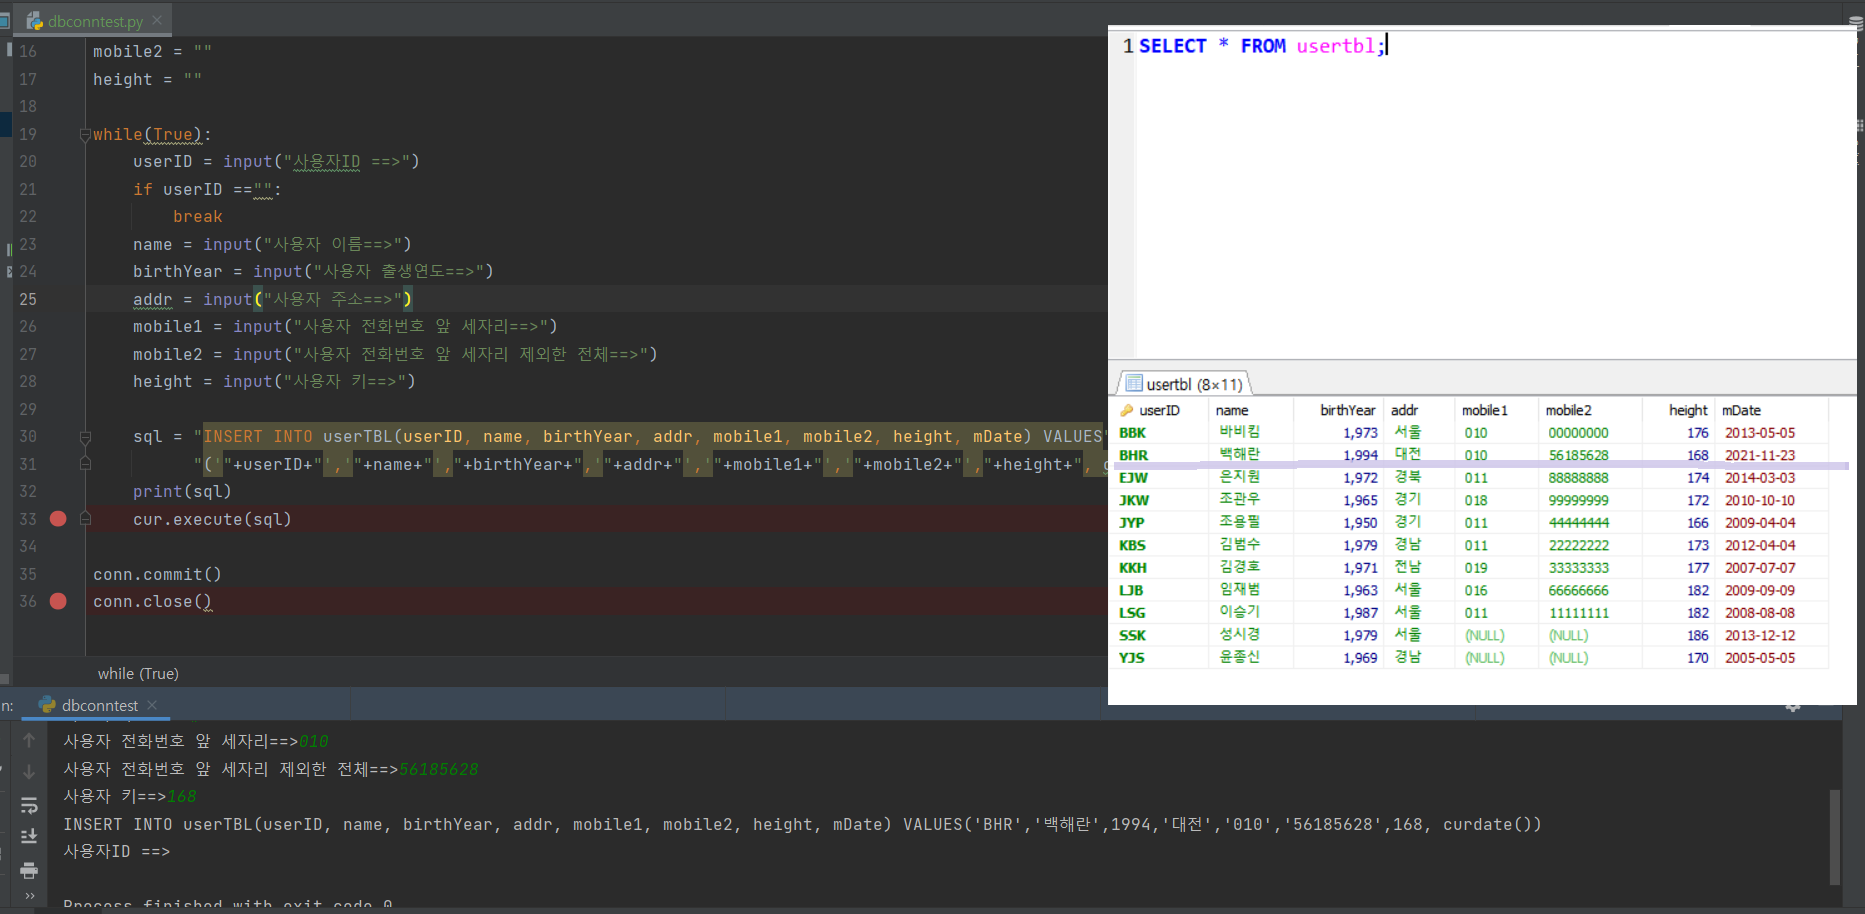 dbconntest.py
16 mobile2 = ""
17 height = ""
18
19 while(True):
20 userID = input("사용자ID ==>")
21 if userID =="":
22 break
23 name = input("사용자 이름==>")
24 birthYear = input("사용자 출생연도==>")
25 addr = input("사용자 주소==>")
26 mobile1 = input("사용자 전화번호 앞 세자리==>")
27 mobile2 = input("사용자 전화번호 앞 세자리 제외한 전체==>")
28 height = input("사용자 키==>")
29
30 sql = "INSERT INTO userTBL(userID, name, birthYear, addr, mobile1, mobile2, height, mDate) VALUES"
31 "('"+userID+"','"+name+"',"+birthYear+",'"+addr+"','"+mobile1+"','"+mobile2+"',"+height+",
32 print(sql)
33 cur.execute(sql)
34
35 conn.commit()
36 conn.close()
while (True)
1 SELECT * FROM usertbl;
usertbl (8×11)
userID name birthYear addr mobile1 mobile2 height mDate
BBK 바비킴 1,973 서울 010 00000000 176 2013-05-05
BHR 백해란 1,994 대전 010 56185628 168 2021-11-23
EJW 은지원 1,972 경북 011 88888888 174 2014-03-03
JKW 조관우 1,965 경기 018 99999999 172 2010-10-10
JYP 조용필 1,950 경기 011 44444444 166 2009-04-04
KBS 김범수 1,979 경남 011 22222222 173 2012-04-04
KKH 김경호 1,971 전남 019 33333333 177 2007-07-07
LJB 임재범 1,963 서울 016 66666666 182 2009-09-09
LSG 이승기 1,987 서울 011 11111111 182 2008-08-08
SSK 성시경 1,979 서울 (NULL) (NULL) 186 2013-12-12
YJS 윤종신 1,969 경남 (NULL) (NULL) 170 2005-05-05
n: dbconntest
사용자 전화번호 앞 세자리==>010
사용자 전화번호 앞 세자리 제외한 전체==>56185628
사용자 키==>168
INSERT INTO userTBL(userID, name, birthYear, addr, mobile1, mobile2, height, mDate) VALUES('BHR','백해란',1994,'대전','010','56185628',168, curdate())
사용자ID ==>
Process finished with exit code 0